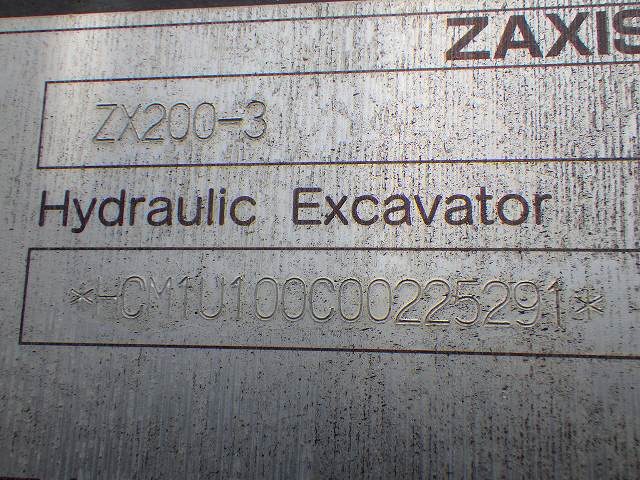 ZAXIS
ZX200-3
Hydraulic Excavator
*HCM1U100C00225291*